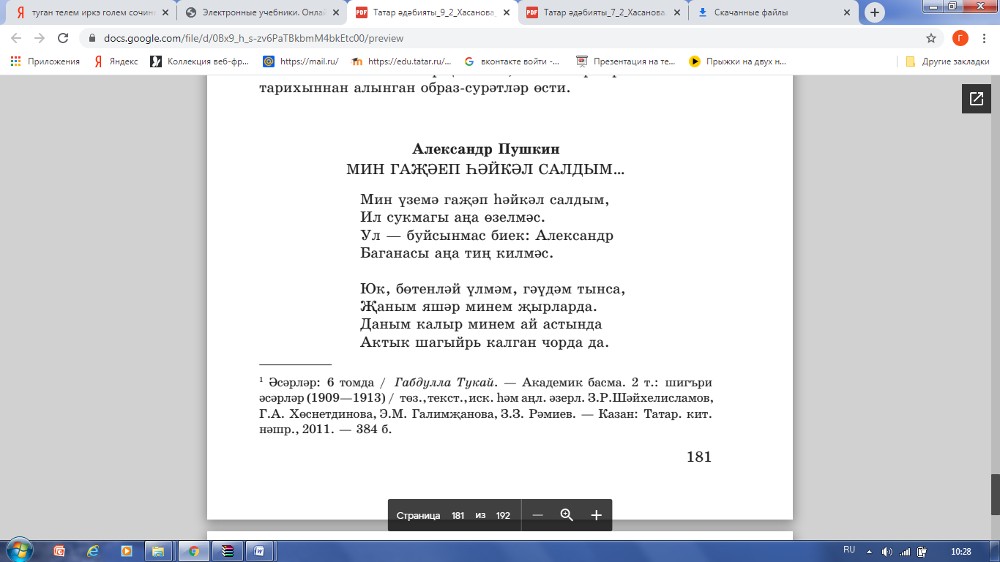 туган телем иркэ голем сочине
Электронные учебники. Онлай
Татар әдәбияты_9_2_Хасанова_
Татар әдәбияты_7_2_Хасанова.
Скачанные файлы
docs.google.com/file/d/0Bx9_h_s-zv6PaTBkbmM4bkEtc00/preview
Г
Приложения
Яндекс
Коллекция веб-фр...
https://mail.ru/
https://edu.tatar.ru/...
вконтакте войти -...
Презентация на те...
Прыжки на двух н...
Другие закладки
тарихыннан алынган образ-сурәтләр өсти.
Александр Пушкин
МИН ГАҖӘЕП ҺӘЙКӘЛ САЛДЫМ...
Мин үземә гаҗәп һәйкәл салдым,
Ил сукмагы аңа өзелмәс.
Ул — буйсынмас биек: Александр
Баганасы аңа тиң килмәс.
Юк, бөтенләй үлмәм, гәүдәм тынса,
Җаным яшәр минем җырларда.
Даным калыр минем ай астында
Актык шагыйрь калган чорда да.
1 Әсәрләр: 6 томда / Габдулла Тукай. — Академик басма. 2 т.: шигъри
әсәрләр (1909—1913) / төз., текст., иск. һәм аңл. әзерл. З.Р.Шәйхелисламов,
Г.А. Хөснетдинова, Э.М. Галимҗанова, З.З. Рәмиев. — Казан: Татар. кит.
нәшр., 2011. — 384 б.
181
Страница 181 из 192
RU
10:28